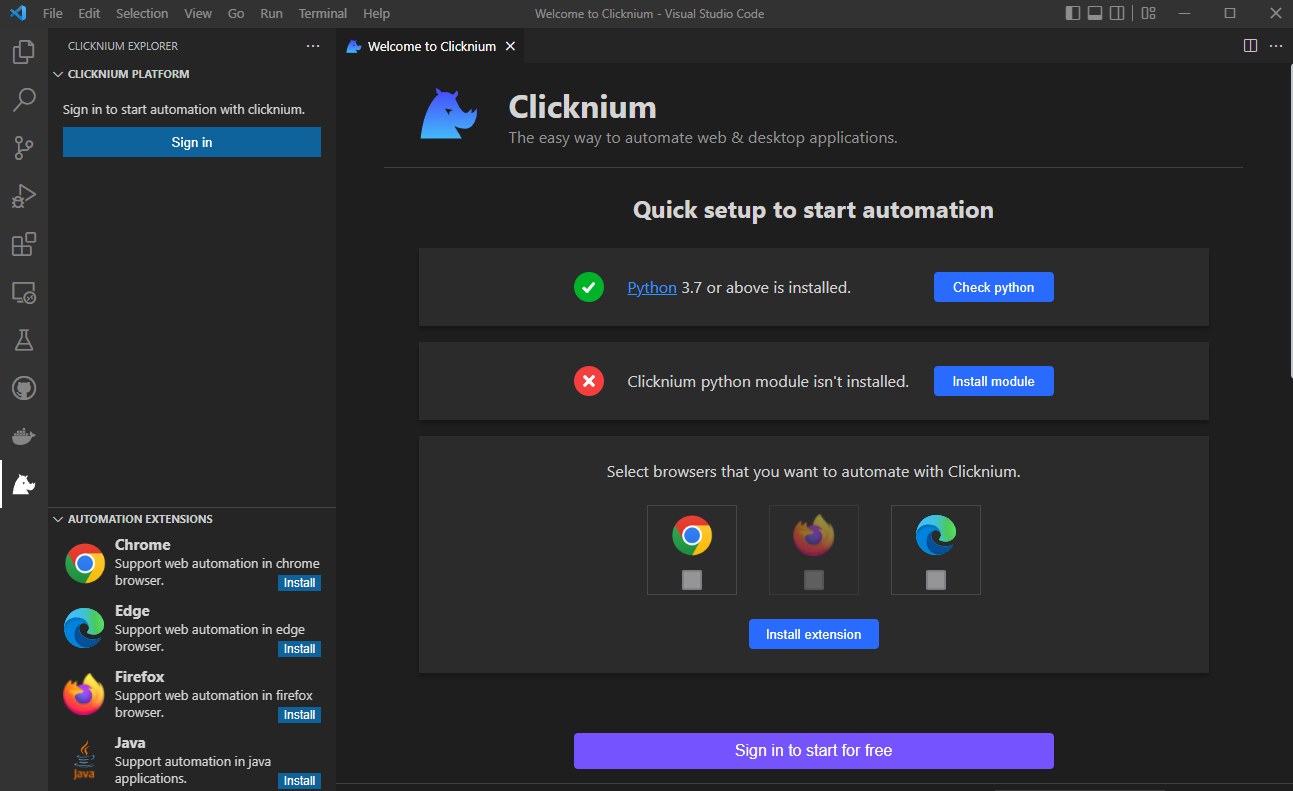 File Edit Selection View Go Run Terminal Help
Welcome to Clicknium - Visual Studio Code
CLICKNIUM EXPLORER
CLICKNIUM PLATFORM
Sign in to start automation with clicknium.
Sign in
AUTOMATION EXTENSIONS
Chrome
Support web automation in chrome
browser.
Install
Edge
Support web automation in edge
browser.
Install
Firefox
Support web automation in firefox
browser.
Install
Java
Support automation in java
applications.
Install
Java
Welcome to Clicknium
Clicknium
The easy way to automate web & desktop applications.
Quick setup to start automation
Python 3.7 or above is installed.
Check python
Clicknium python module isn't installed.
Install module
Select browsers that you want to automate with Clicknium.
Install extension
Sign in to start for free